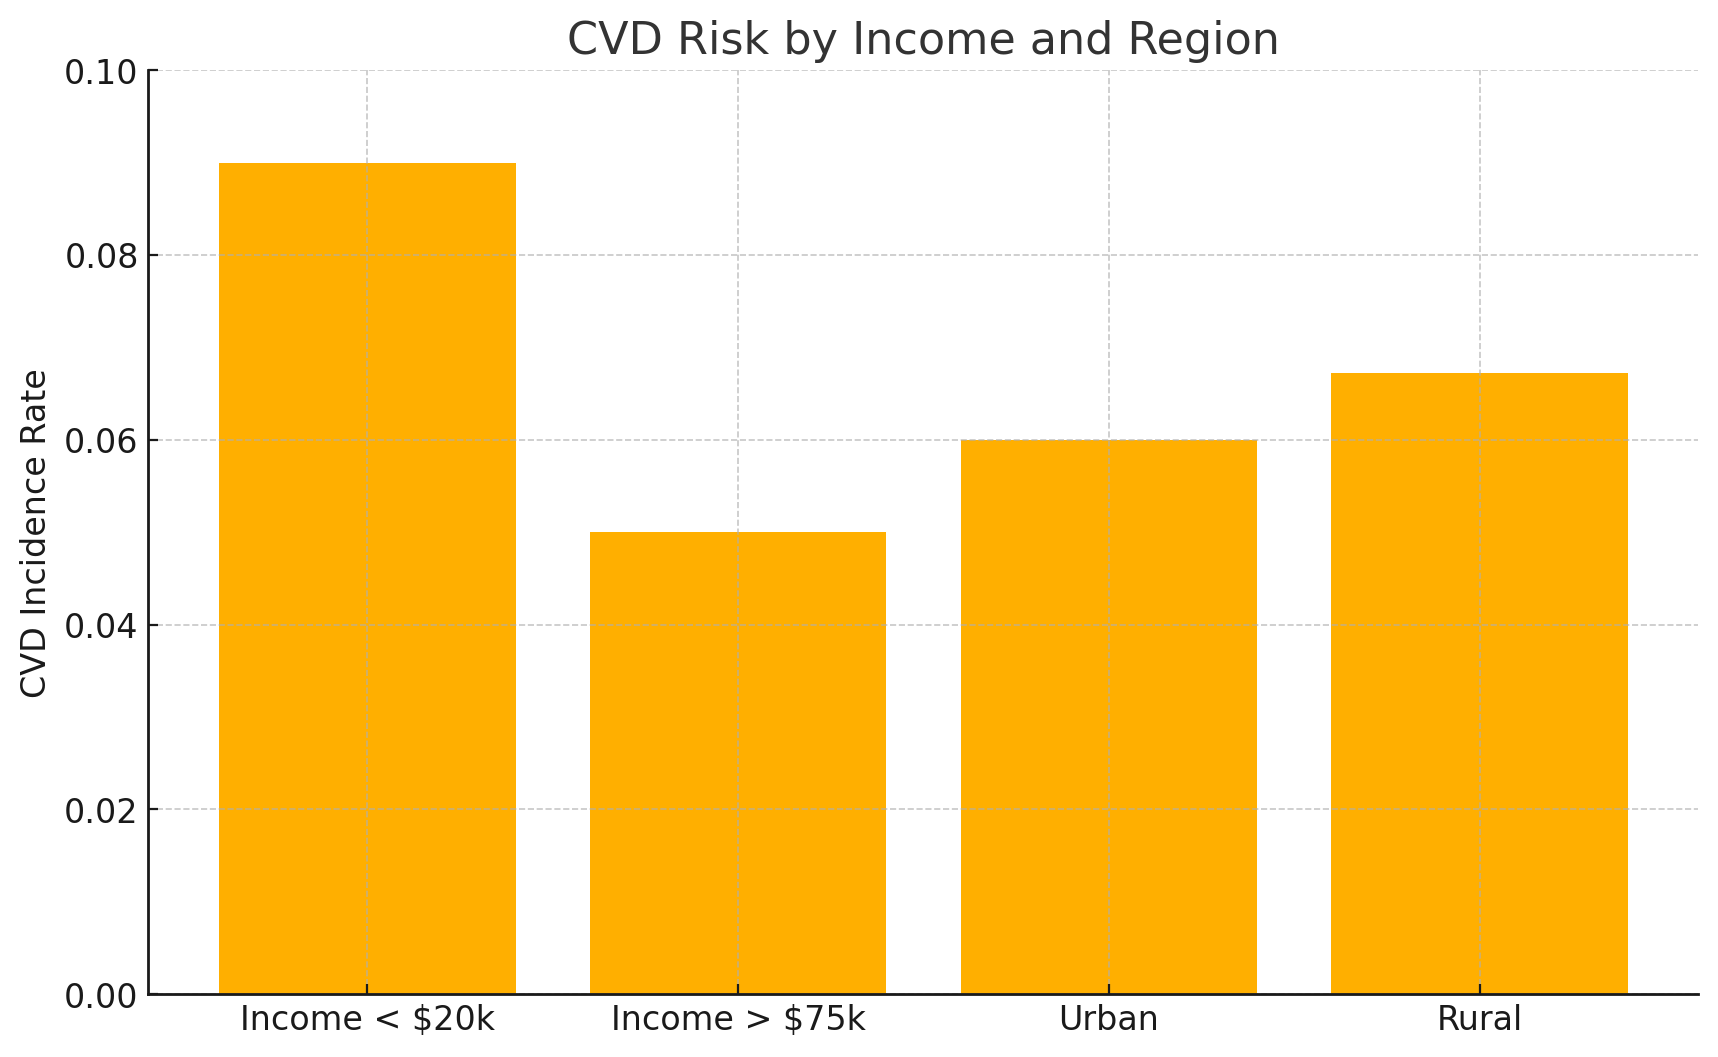 CVD Risk by Income and Region
CVD Incidence Rate
0.10
0.08
0.06
0.04
0.02
0.00
Income < $20k
Income > $75k
Urban
Rural